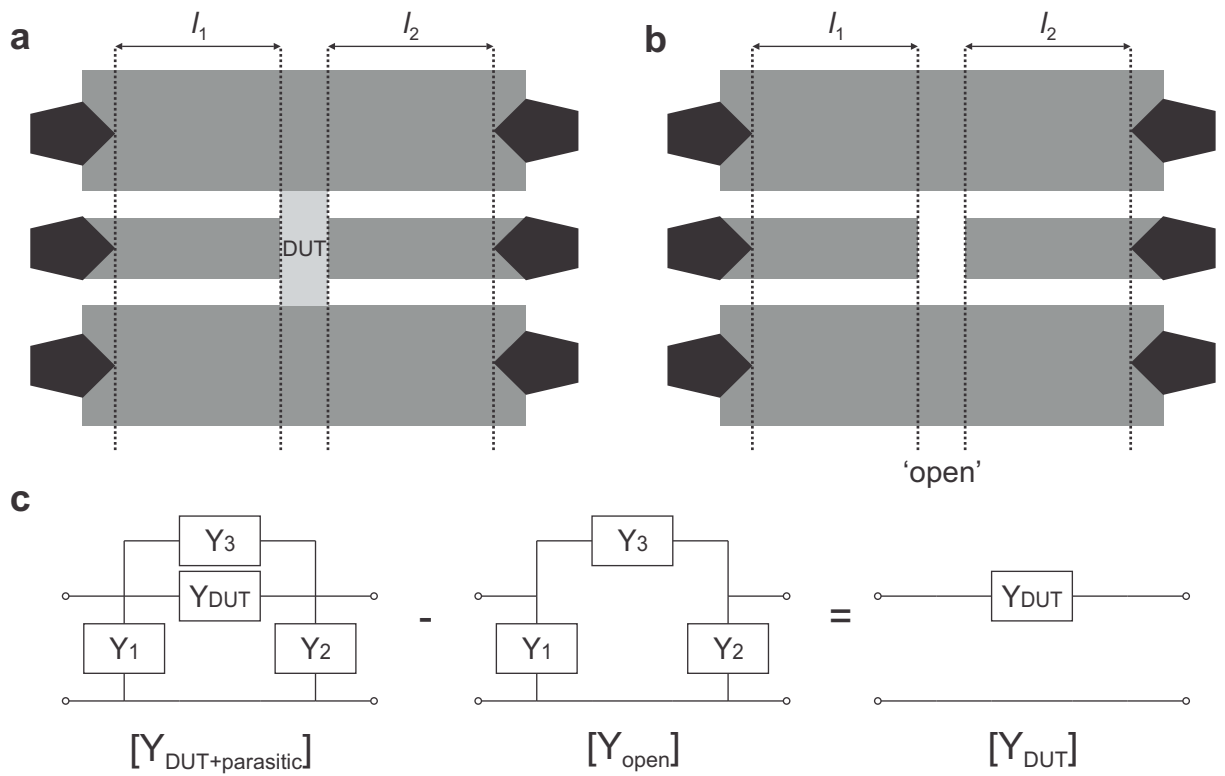 a
l1
l2
b
l1
l2
DUT
'open'
c
Y3
YDUT
Y1
Y2
-
Y3
Y1
Y2
=
YDUT
[YDUT+parasitic]
[Yopen]
[YDUT]